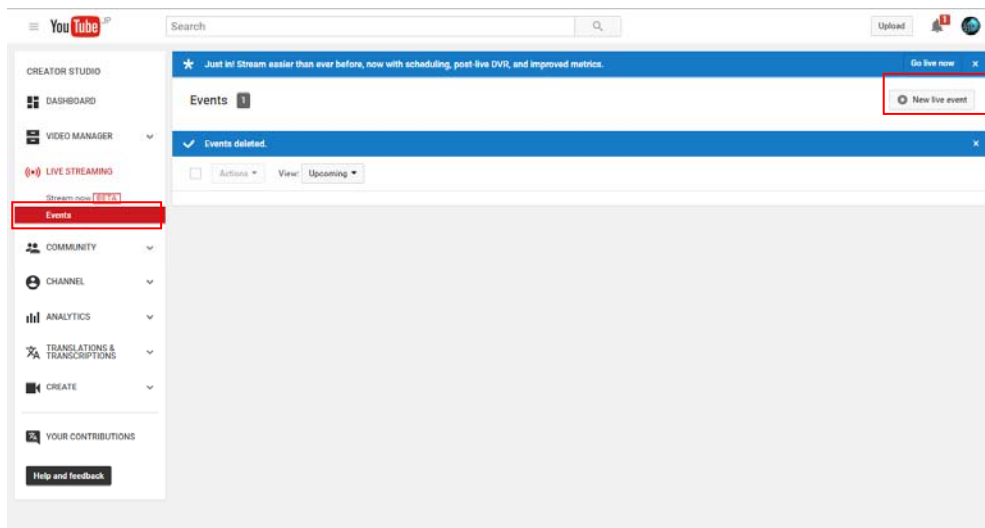 YouTube JP
Search
Upload
1
CREATOR STUDIO
DASHBOARD
VIDEO MANAGER
LIVE STREAMING
Stream now BETA
Events
COMMUNITY
CHANNEL
ANALYTICS
TRANSLATIONS &
TRANSCRIPTIONS
CREATE
YOUR CONTRIBUTIONS
Help and feedback
Just in! Stream easier than ever before, now with scheduling, post-live DVR, and improved metrics.
Go live now x
Events 1
New live event
Events deleted. x
Actions View: Upcoming